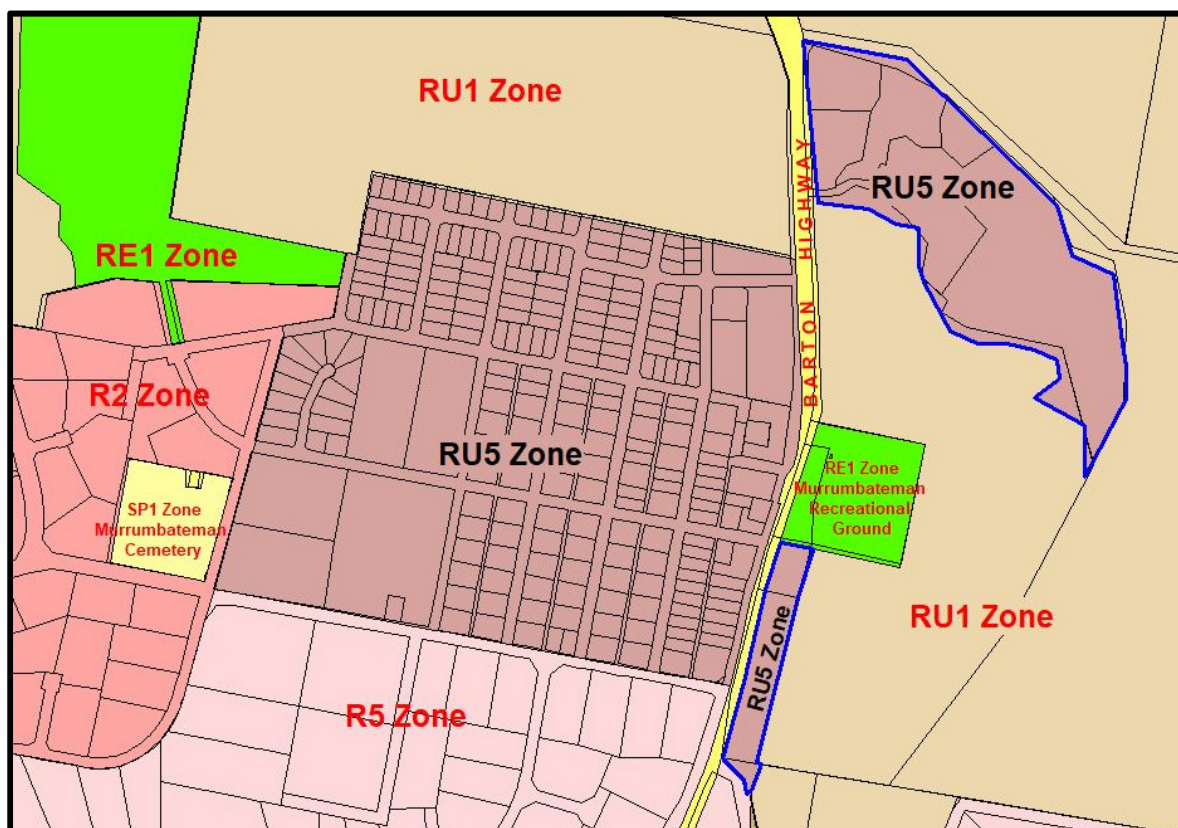 RU1 Zone
RU5 Zone
BARTON HIGHWAY
RE1 Zone
R2 Zone
RU5 Zone
RE1 Zone
Murrumbateman
Recreational
Ground
SP1 Zone
Murrumbateman
Cemetery
RU1 Zone
RU5 Zone
R5 Zone